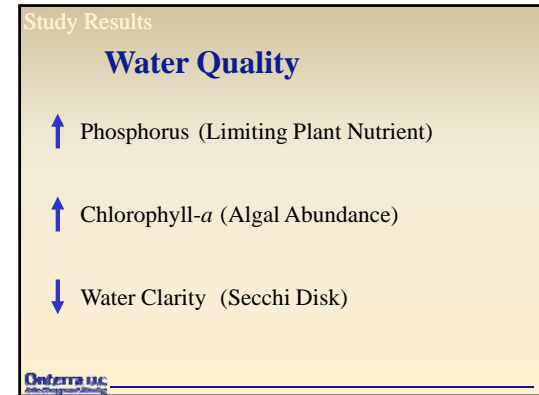 Study Results
Water Quality
Phosphorus (Limiting Plant Nutrient)
Chlorophyll-a (Algal Abundance)
Water Clarity (Secchi Disk)
Onterra LLC